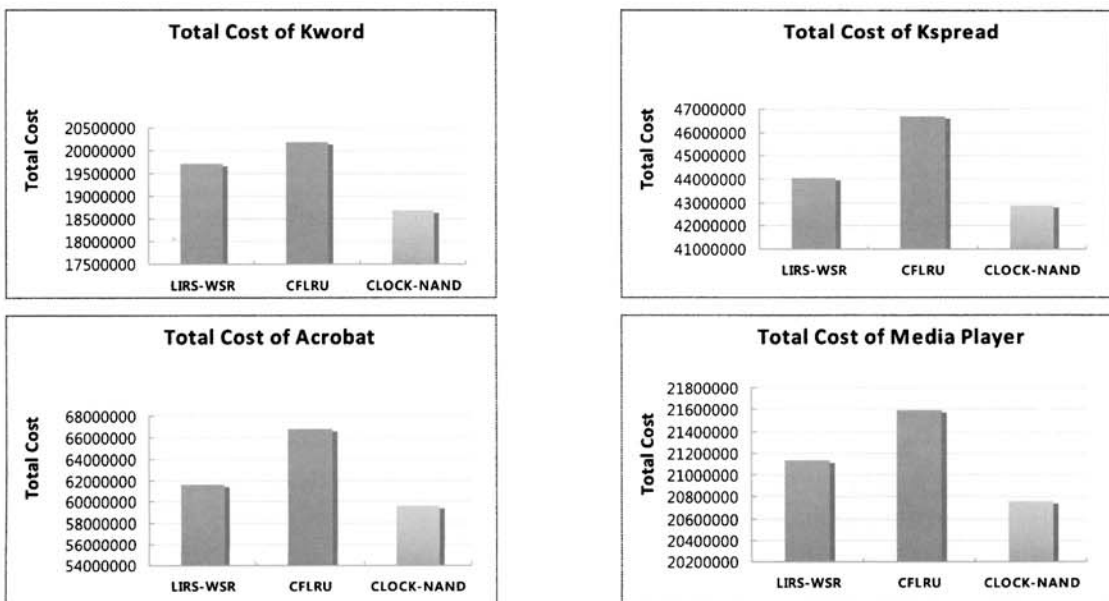 Total Cost of Kword
Total Cost
20500000
20000000
19500000
19000000
18500000
18000000
17500000
LIRS-WSR CFLRU CLOCK-NAND
Total Cost of Kspread
Total Cost
47000000
46000000
45000000
44000000
43000000
42000000
41000000
LIRS-WSR CFLRU CLOCK-NAND
Total Cost of Acrobat
Total Cost
68000000
66000000
64000000
62000000
60000000
58000000
56000000
54000000
LIRS-WSR CFLRU CLOCK-NAND
Total Cost of Media Player
Total Cost
21800000
21600000
21400000
21200000
21000000
20800000
20600000
20400000
20200000
LIRS-WSR CFLRU CLOCK-NAND